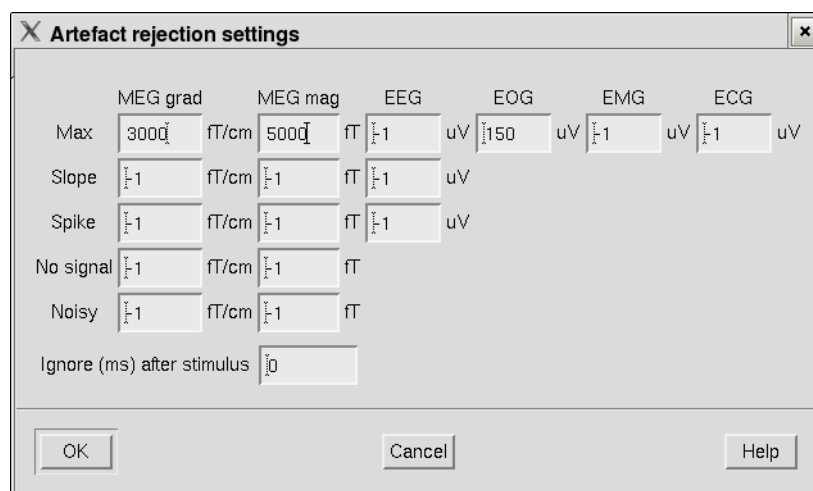 Artefact rejection settings
MEG grad MEG mag EEG EOG EMG ECG
Max 3000 fT/cm 5000 fT -1 uV 150 uV -1 uV -1 uV
Slope -1 fT/cm -1 fT -1 uV
Spike -1 fT/cm -1 fT -1 uV
No signal -1 fT/cm -1 fT
Noisy -1 fT/cm -1 fT
Ignore (ms) after stimulus 0
OK Cancel Help